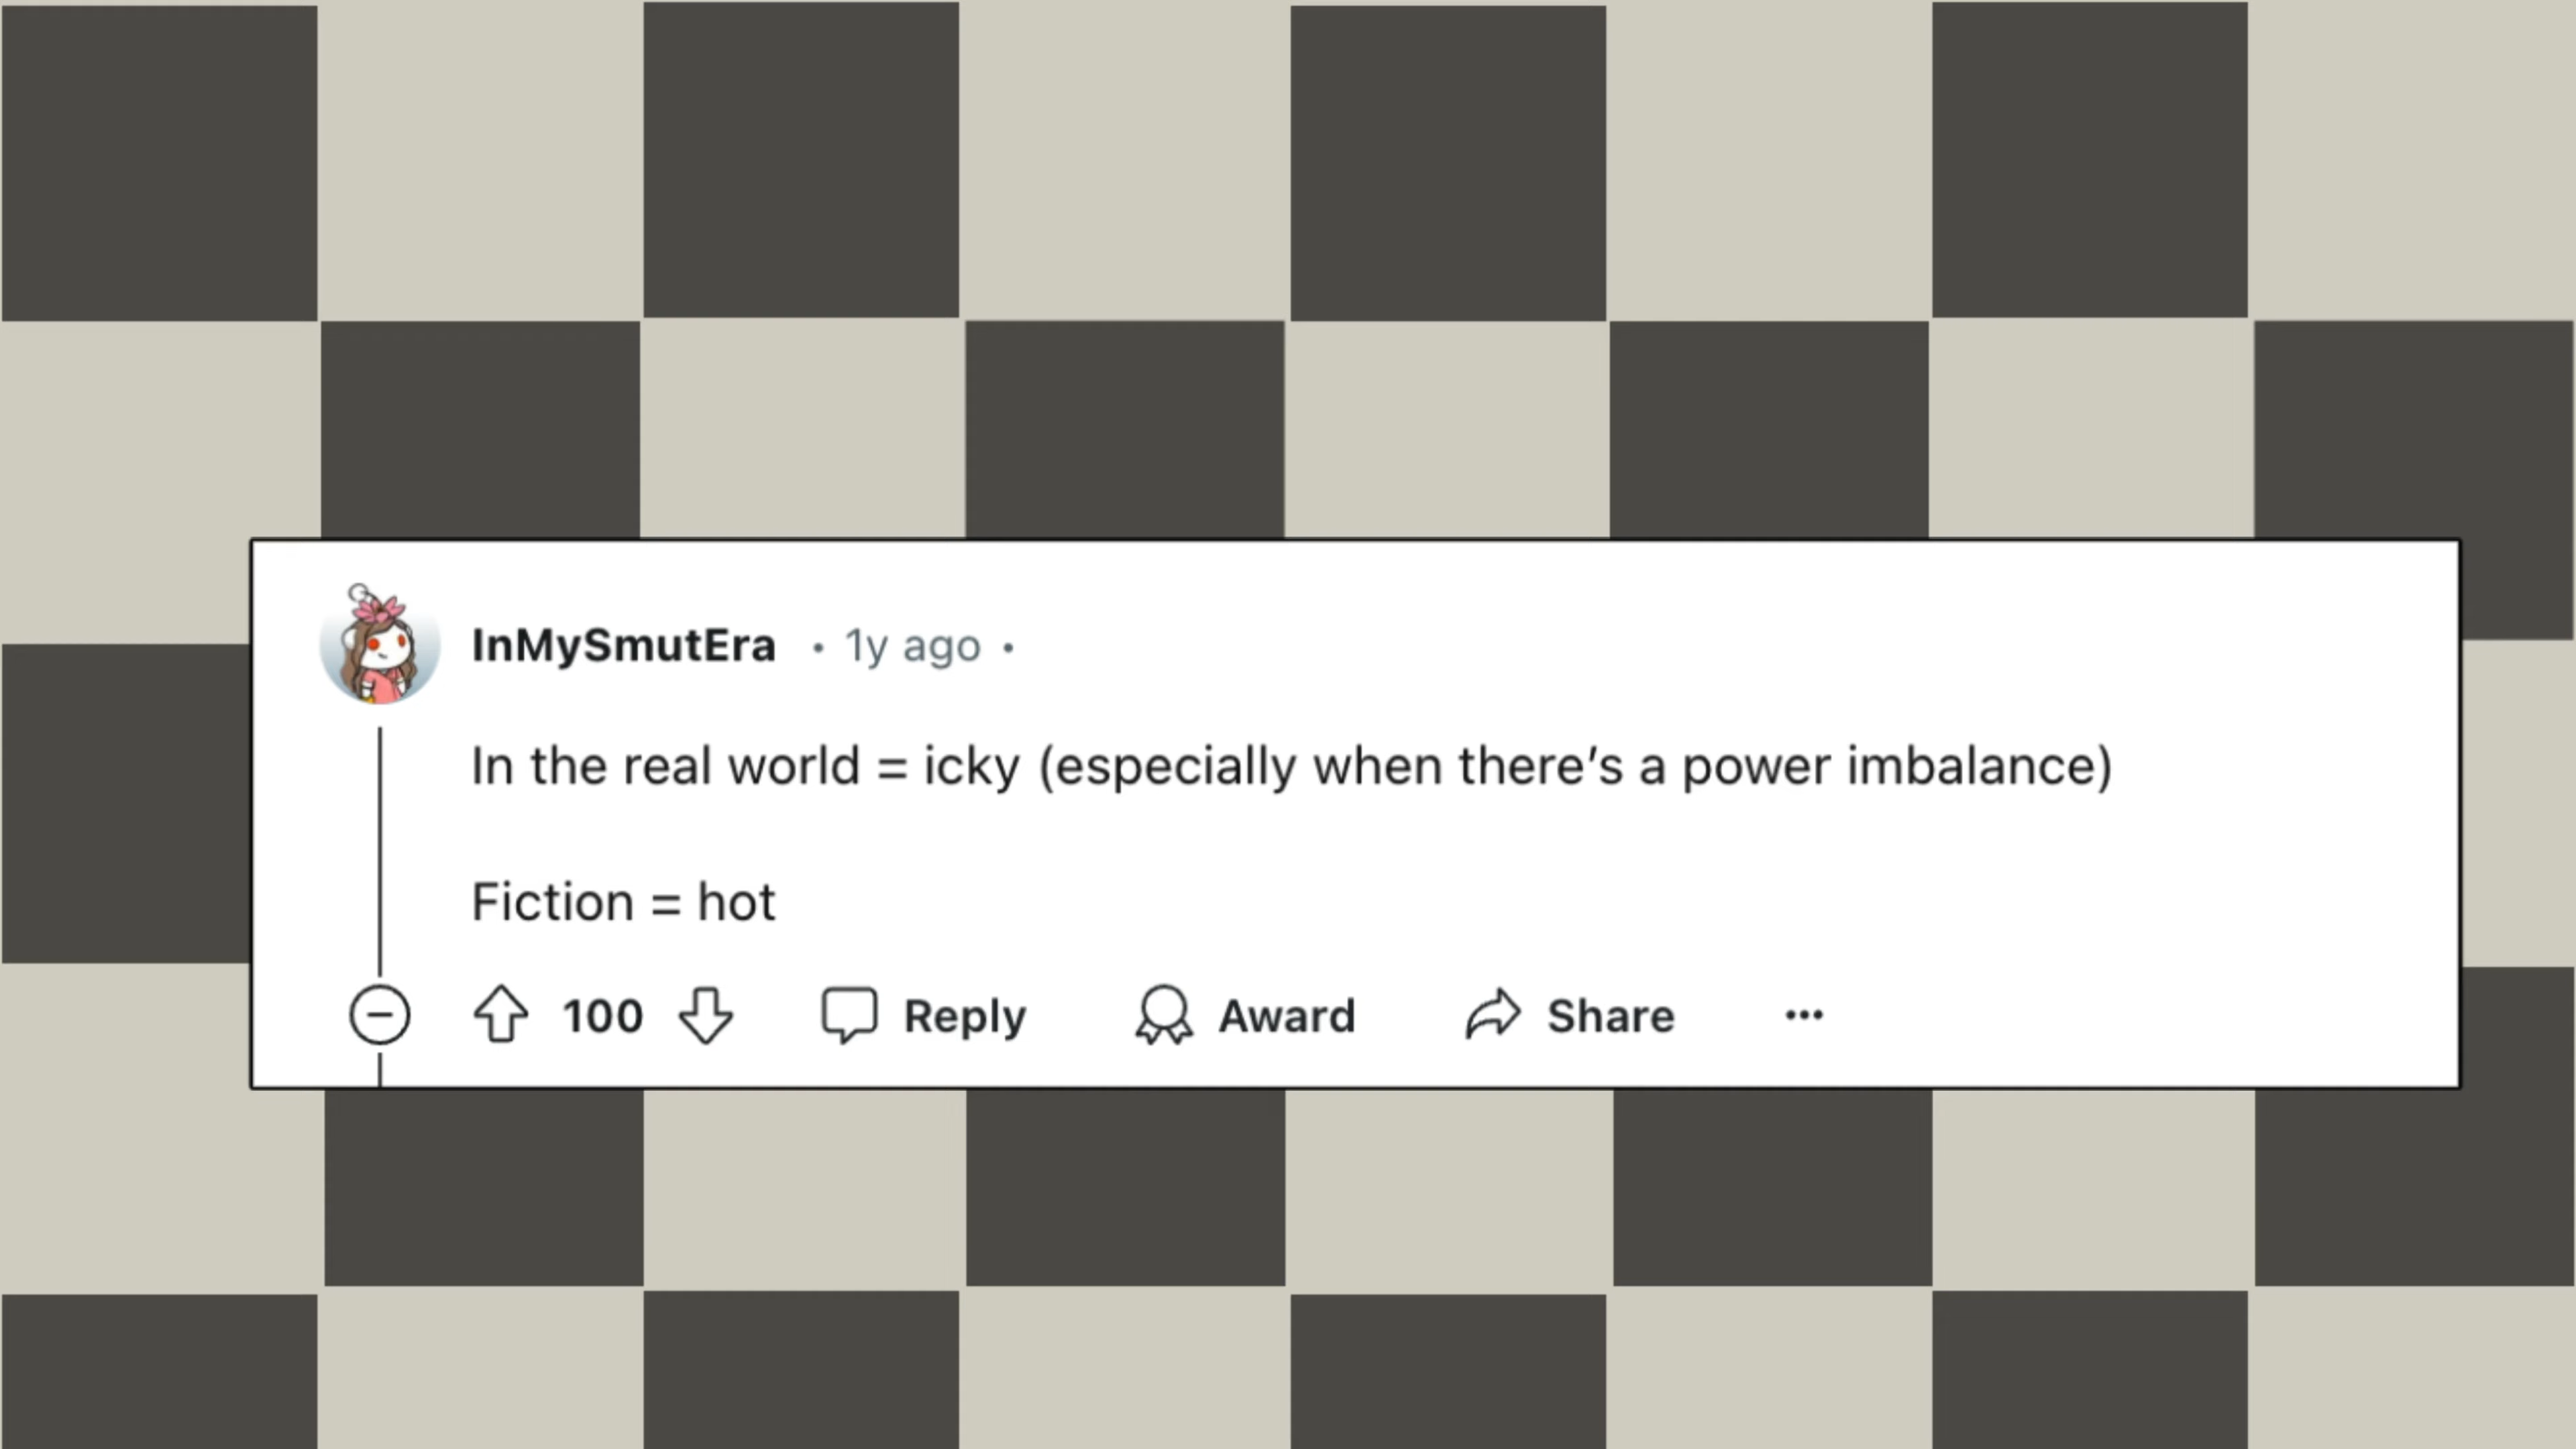 InMySmutEra • 1y ago •
In the real world = icky (especially when there’s a power imbalance)
Fiction = hot
100 Reply Award Share ...